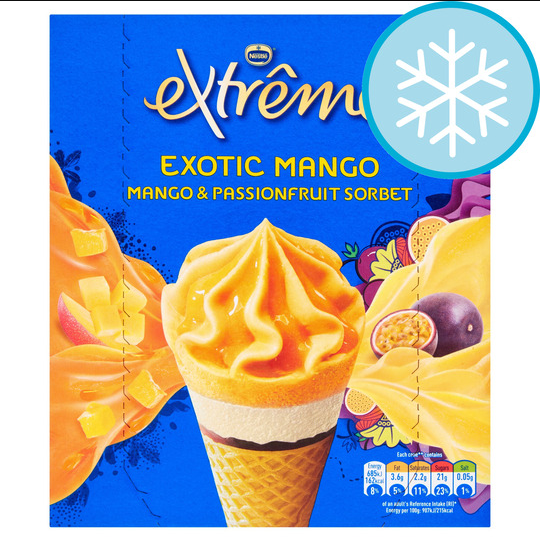 Nestlé
extrême
EXOTIC MANGO
MANGO & PASSIONFRUIT SORBET
Each cone** contains
Energy Fat Saturates Sugars Salt
685kJ 3.6g 2.2g 21g 0.05g
162kcal
8% 5% 11% 23% 1%
of an adult's Reference Intake (RI)*
Energy per 100g: 907kJ/215kcal